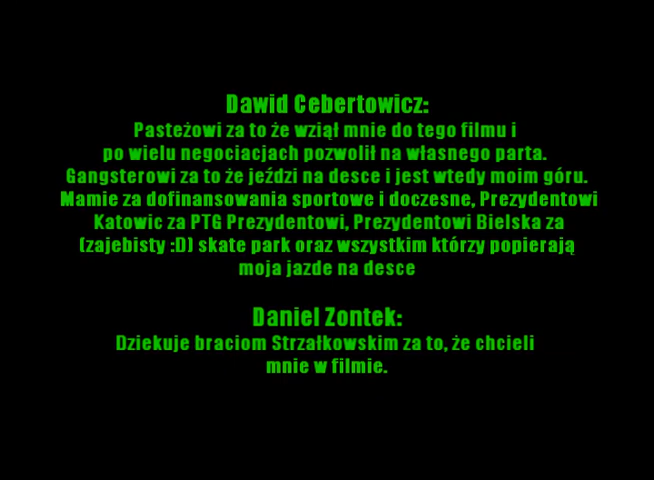 Dawid Cebertowicz:
Pasteżowi za to że wziął mnie do tego filmu i
po wielu negociacjach pozwolił na własnego parta.
Gangsterowi za to że jeździ na desce i jest wtedy moim góru.
Mamie za dofinansowania sportowe i doczesne, Prezydentowi
Katowic za PTG Prezydentowi, Prezydentowi Bielska za
(zajebisty :D) skate park oraz wszystkim którzy popierają
moja jazde na desce
Daniel Zontek:
Dziekuje braciom Strzałkowskim za to, że chcieli
mnie w filmie.